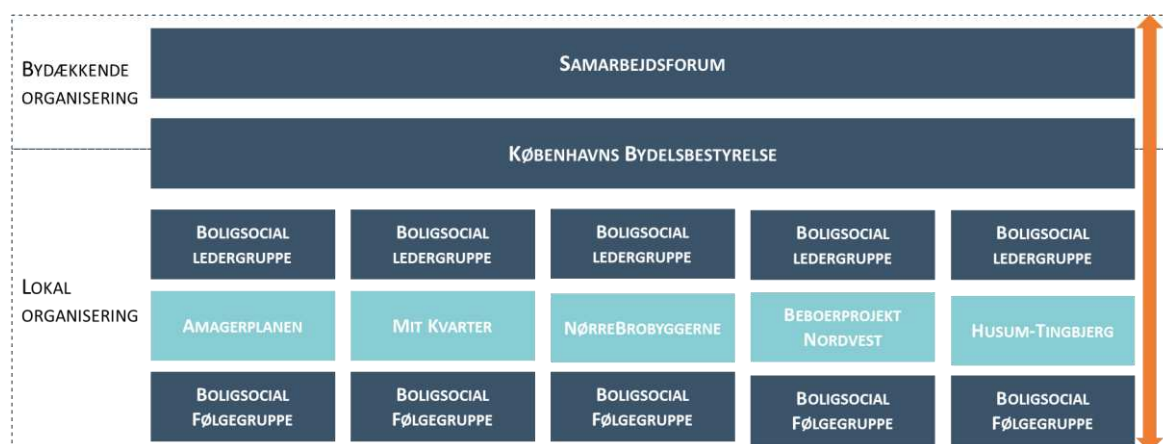 BYDÆKKENDE
ORGANISERING
SAMARBEJDSFORUM
KØBENHAVNS BYDELSBESTYRELSE
LOKAL
ORGANISERING
BOLIGSOCIAL
LEDERGRUPPE
BOLIGSOCIAL
LEDERGRUPPE
BOLIGSOCIAL
LEDERGRUPPE
BOLIGSOCIAL
LEDERGRUPPE
BOLIGSOCIAL
LEDERGRUPPE
AMAGERPLANEN
MIT KVARTER
NØRREBROBYGGERNE
BEBOERPROJEKT
NORDVEST
HUSUM-TINGBJERG
BOLIGSOCIAL
FØLGEGRUPPE
BOLIGSOCIAL
FØLGEGRUPPE
BOLIGSOCIAL
FØLGEGRUPPE
BOLIGSOCIAL
FØLGEGRUPPE
BOLIGSOCIAL
FØLGEGRUPPE